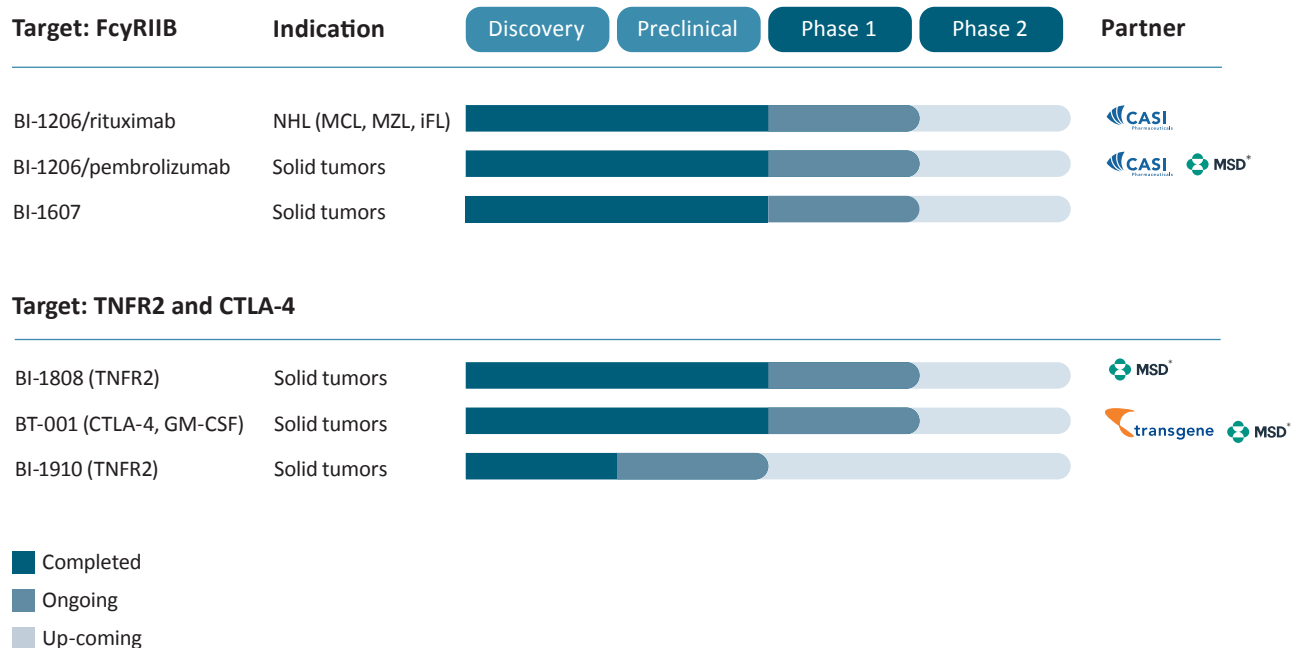 Target: FcyRIIB Indication Discovery Preclinical Phase 1 Phase 2 Partner
BI-1206/rituximab NHL (MCL, MZL, iFL) CASI Pharmaceuticals
BI-1206/pembrolizumab Solid tumors CASI Pharmaceuticals MSD*
BI-1607 Solid tumors
Target: TNFR2 and CTLA-4
BI-1808 (TNFR2) Solid tumors MSD*
BT-001 (CTLA-4, GM-CSF) Solid tumors transgene MSD*
BI-1910 (TNFR2) Solid tumors
Completed
Ongoing
Up-coming